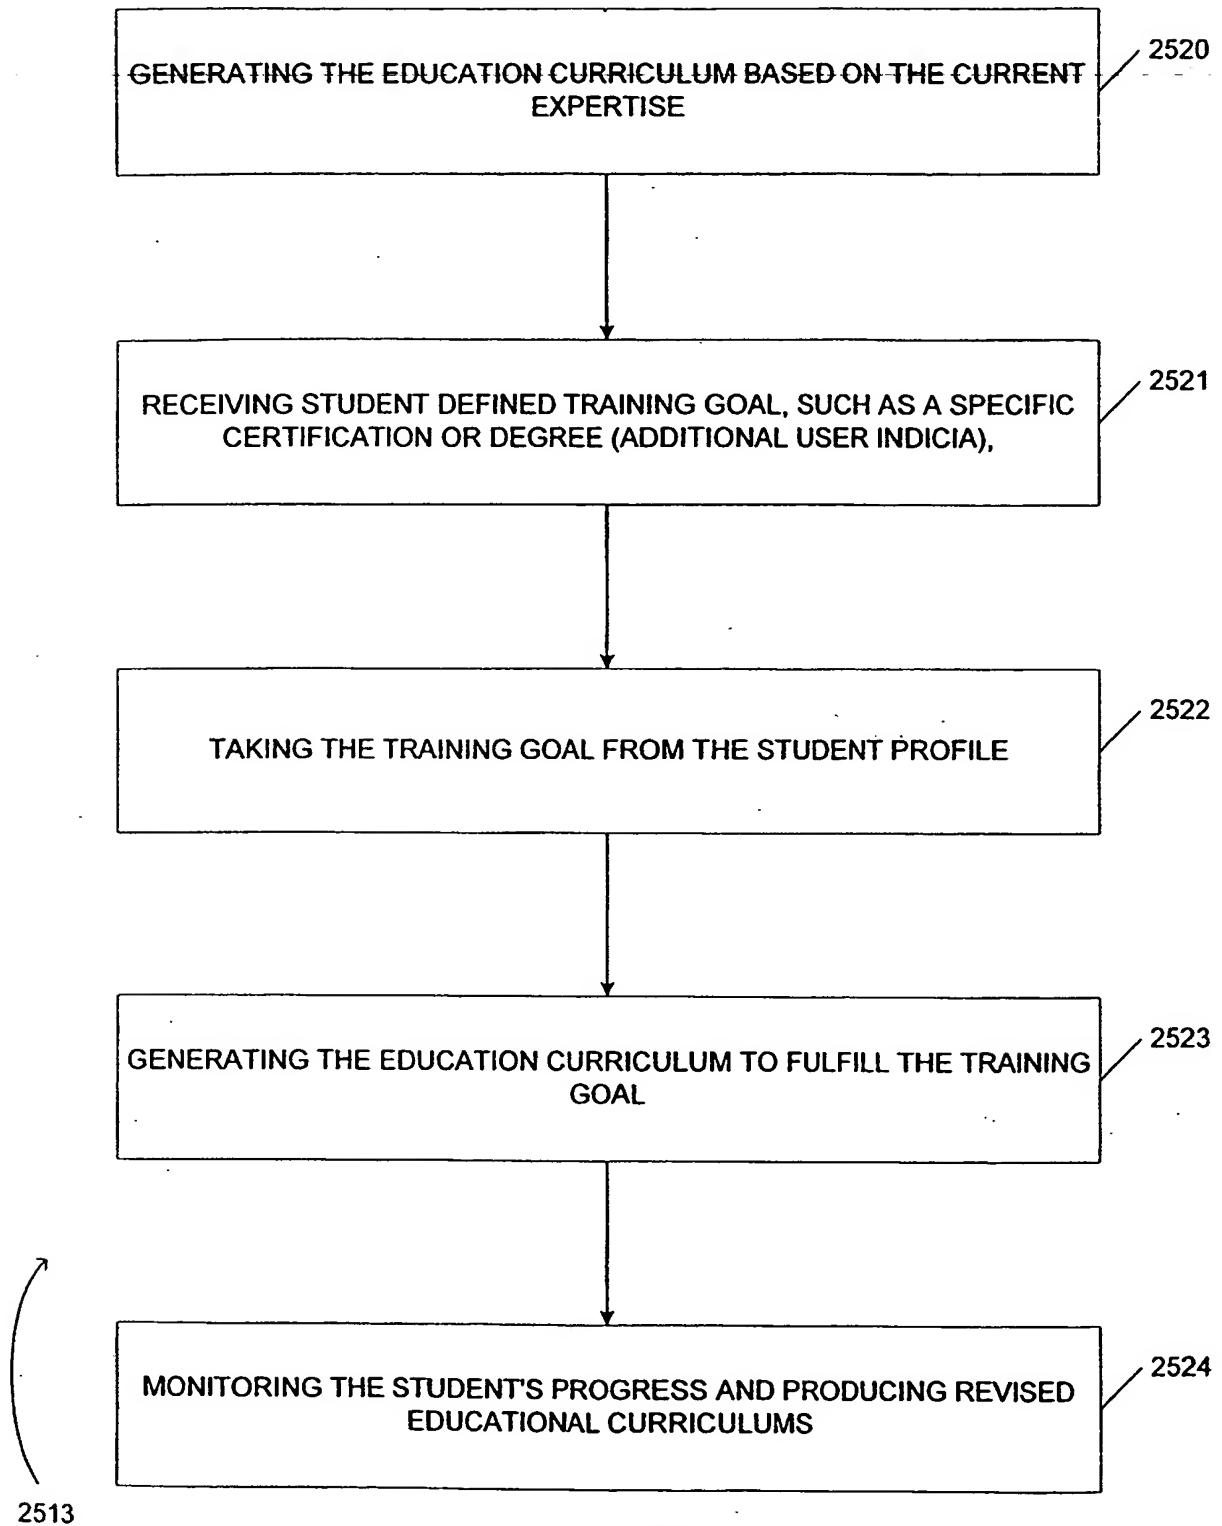 GENERATING THE EDUCATION CURRICULUM BASED ON THE CURRENT
EXPERTISE
2520
RECEIVING STUDENT DEFINED TRAINING GOAL, SUCH AS A SPECIFIC
CERTIFICATION OR DEGREE (ADDITIONAL USER INDICIA),
2521
TAKING THE TRAINING GOAL FROM THE STUDENT PROFILE
2522
GENERATING THE EDUCATION CURRICULUM TO FULFILL THE TRAINING
GOAL
2523
MONITORING THE STUDENT'S PROGRESS AND PRODUCING REVISED
EDUCATIONAL CURRICULUMS
2524
2513